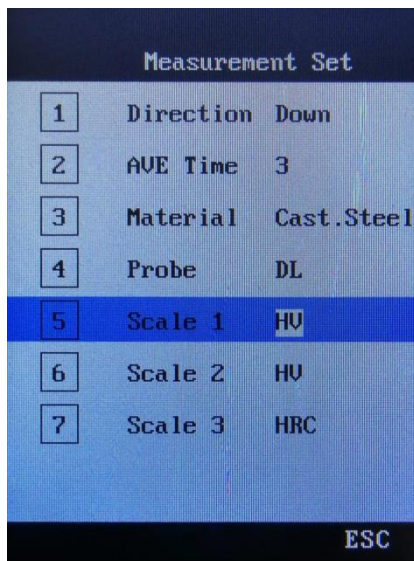 Measurement Set
1 Direction Down
2 AVE Time 3
3 Material Cast.Steel
4 Probe DL
5 Scale 1 HV
6 Scale 2 HV
7 Scale 3 HRC
ESC